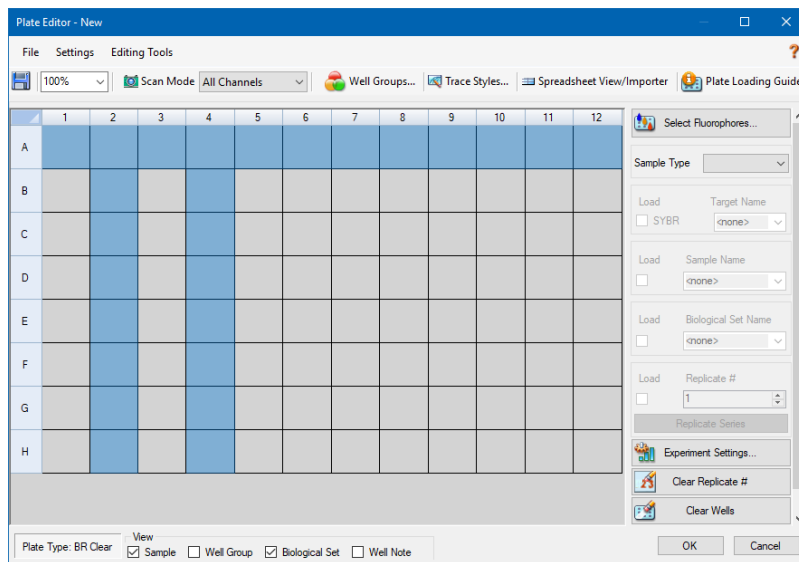 Plate Editor - New
File Settings Editing Tools
100% Scan Mode All Channels Well Groups... Trace Styles... Spreadsheet View/Importer Plate Loading Guide
1 2 3 4 5 6 7 8 9 10 11 12
A
B
C
D
E
F
G
H
Select Fluorophores...
Sample Type
Load Target Name
SYBR <none>
Load Sample Name
<none>
Load Biological Set Name
<none>
Load Replicate #
1
Replicate Series
Experiment Settings...
Clear Replicate #
Clear Wells
Plate Type: BR Clear
View
Sample Well Group Biological Set Well Note
OK Cancel